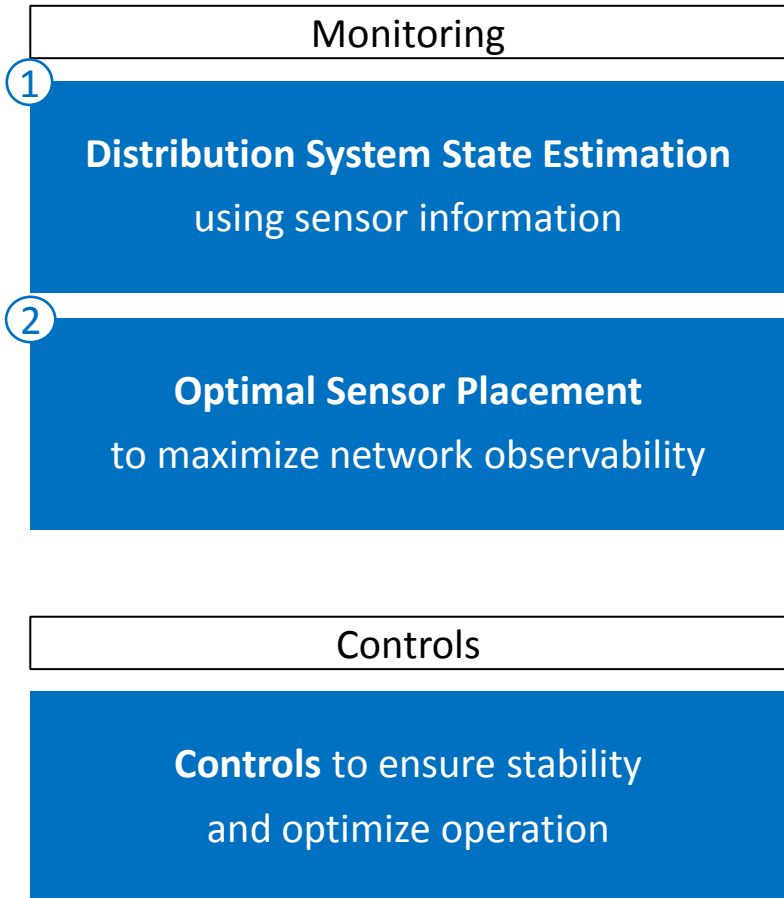 Monitoring
1
Distribution System State Estimation
using sensor information
2
Optimal Sensor Placement
to maximize network observability
Controls
Controls to ensure stability
and optimize operation